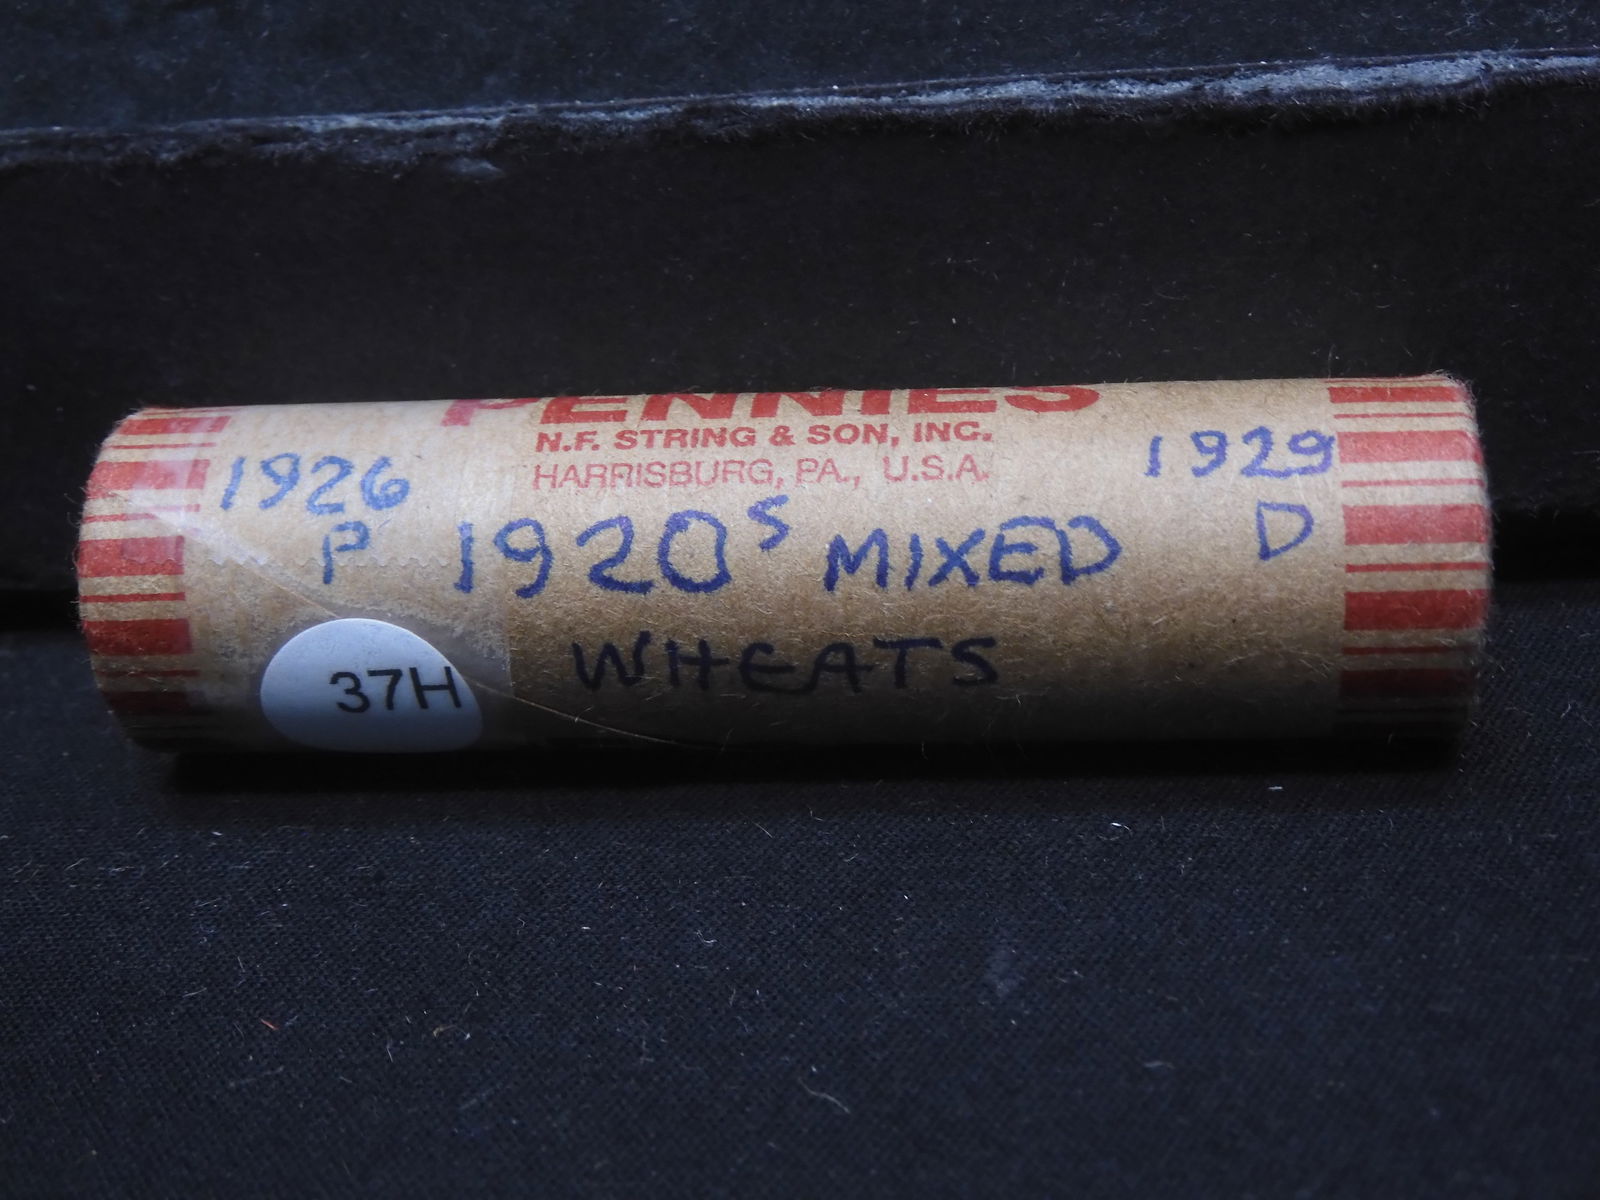 PENNIES
N.F. STRING & SON, INC.
HARRISBURG, PA., U.S.A.
1926
P
1920s MIXED
WHEATS
1929
D
37H